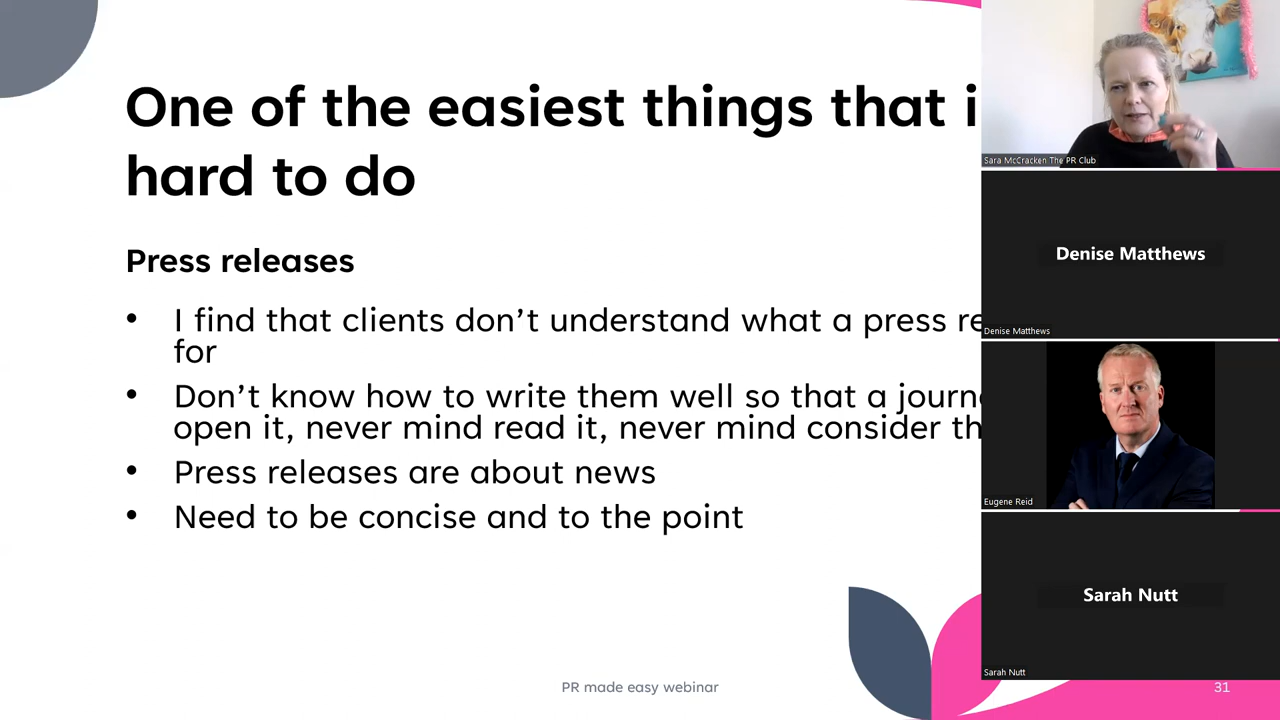 One of the easiest things that i
hard to do
Press releases
• I find that clients don’t understand what a press re
for
• Don’t know how to write them well so that a journ
open it, never mind read it, never mind consider th
• Press releases are about news
• Need to be concise and to the point
PR made easy webinar
31
Sara McCracken The PR Club
Denise Matthews
Denise Matthews
Eugene Reid
Sarah Nutt
Sarah Nutt